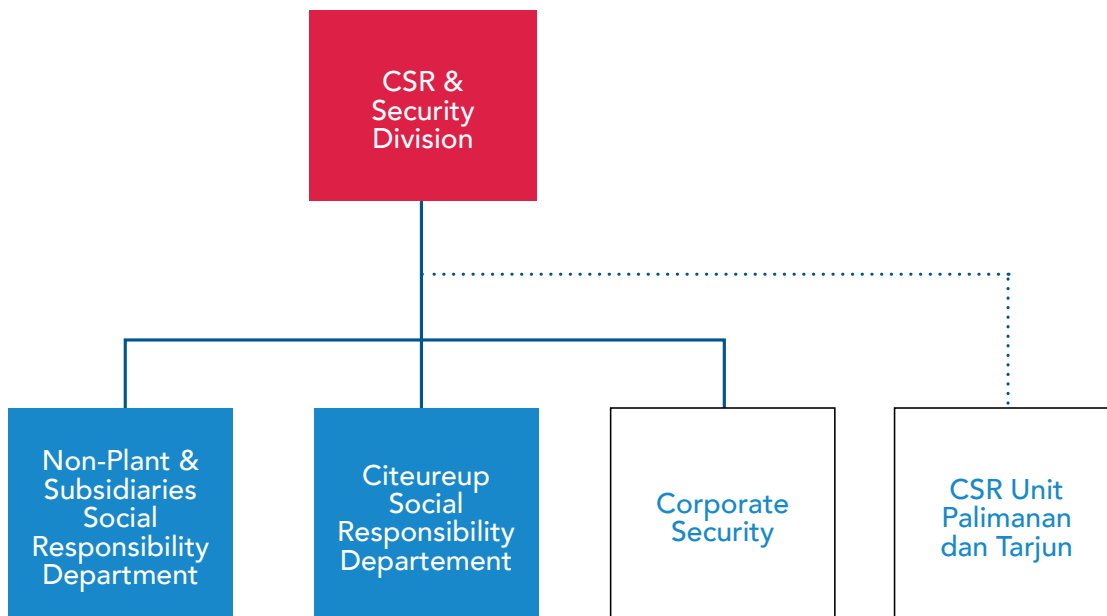 CSR &
Security
Division
Non-Plant &
Subsidiaries
Social
Responsibility
Department
Citeureup
Social
Responsibility
Departement
Corporate
Security
CSR Unit
Palimanan
dan Tarjun